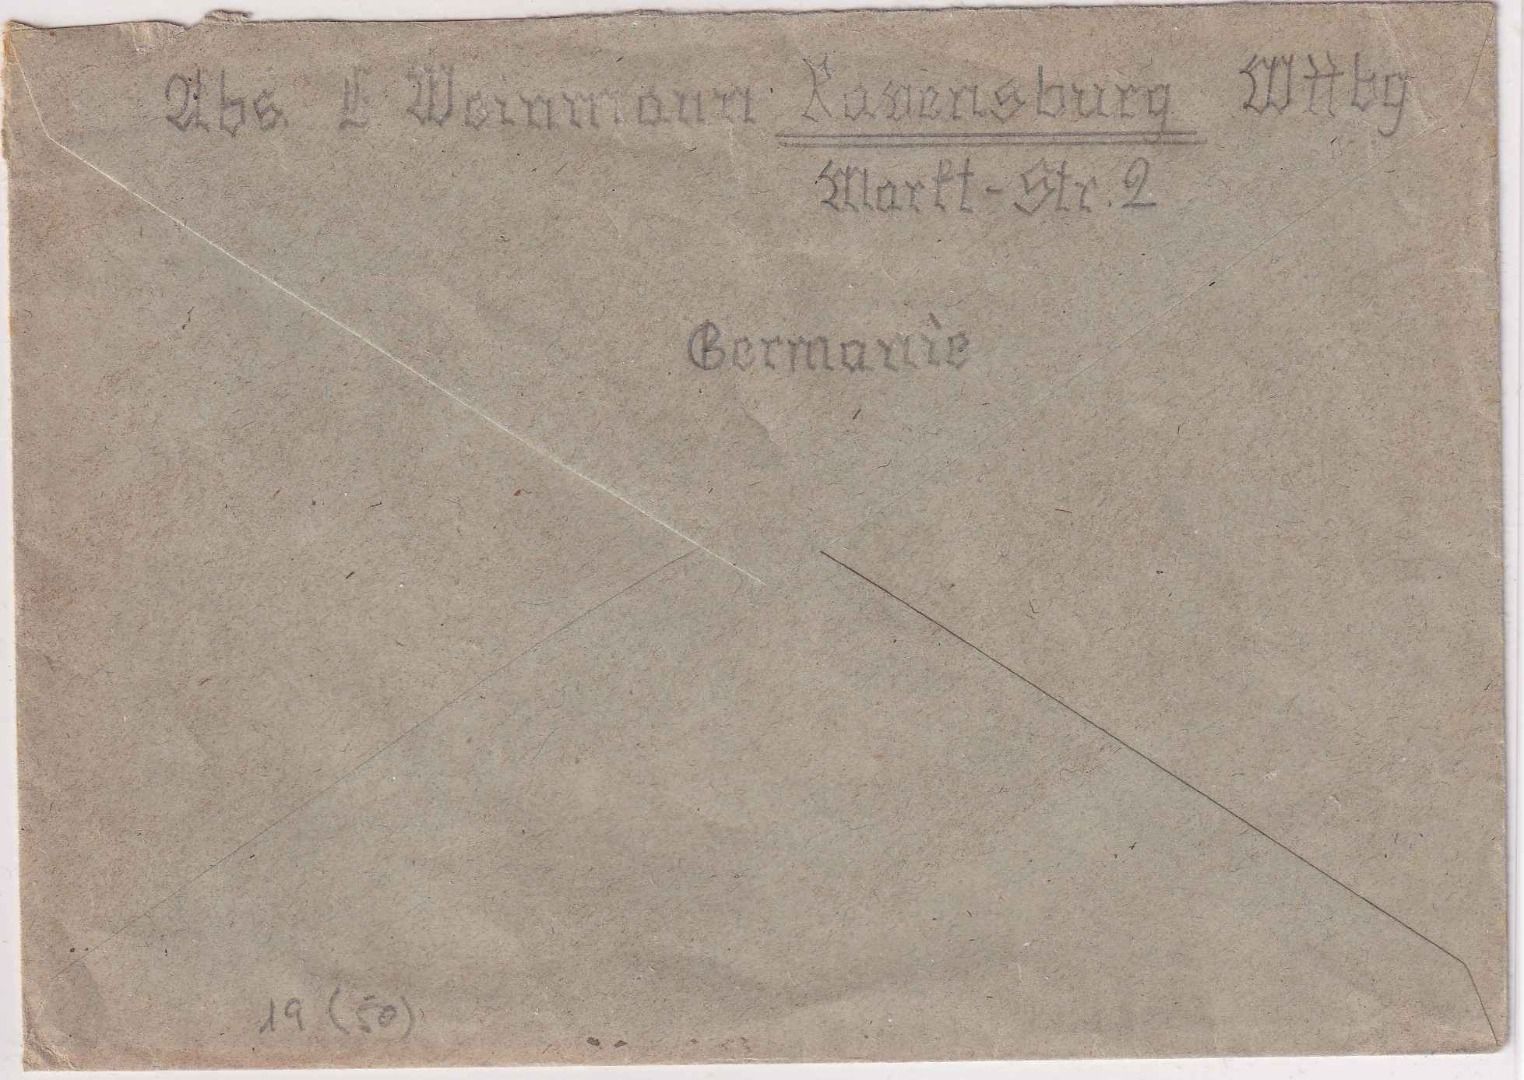 Abs. E Weinmann Ravensburg Wttbg
Markt-Str. 2
Germanie
19 (50)